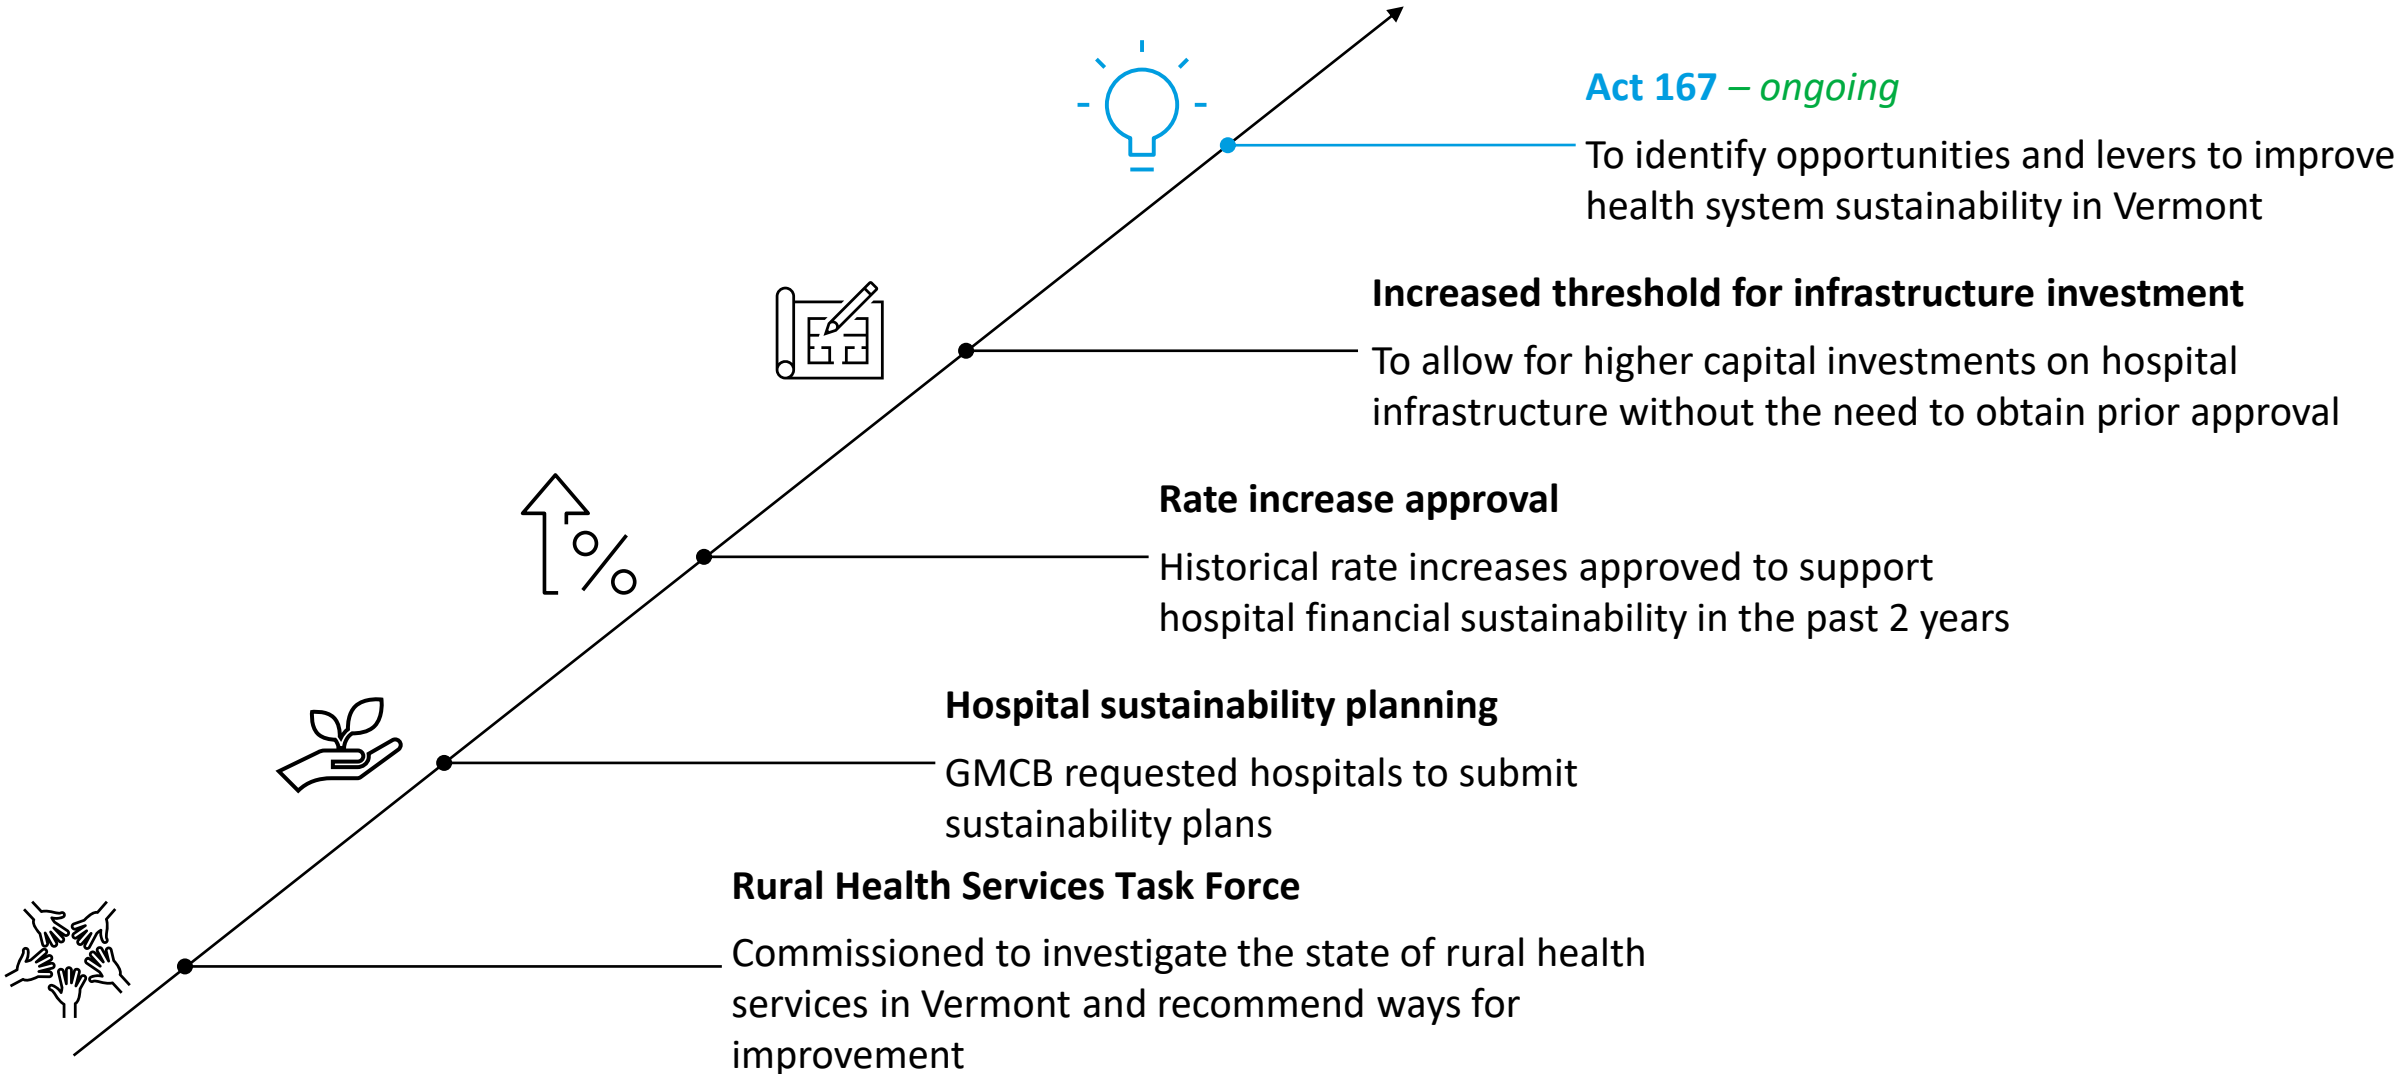 Act 167 – ongoing
To identify opportunities and levers to improve
health system sustainability in Vermont
Increased threshold for infrastructure investment
To allow for higher capital investments on hospital
infrastructure without the need to obtain prior approval
Rate increase approval
Historical rate increases approved to support
hospital financial sustainability in the past 2 years
Hospital sustainability planning
GMCB requested hospitals to submit
sustainability plans
Rural Health Services Task Force
Commissioned to investigate the state of rural health
services in Vermont and recommend ways for
improvement